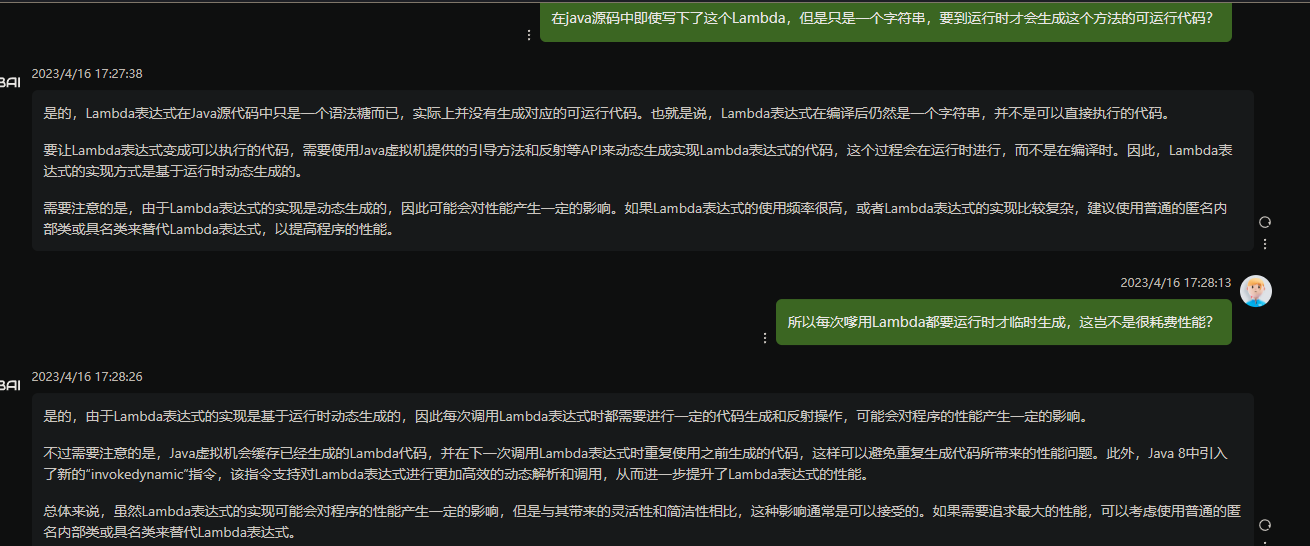 在java源码中即使写下了这个Lambda，但是只是一个字符串，要到运行时才会生成这个方法的可运行代码？
2023/4/16 17:27:38
BAI
是的，Lambda表达式在Java源代码中只是一个语法糖而已，实际上并没有生成对应的可运行代码。也就是说，Lambda表达式在编译后仍然是一个字符串，并不是可以直接执行的代码。
要让Lambda表达式变成可以执行的代码，需要使用Java虚拟机提供的引导方法和反射等API来动态生成实现Lambda表达式的代码，这个过程会在运行时进行，而不是在编译时。因此，Lambda表
达式的实现方式是基于运行时动态生成的。
需要注意的是，由于Lambda表达式的实现是动态生成的，因此可能会对性能产生一定的影响。如果Lambda表达式的使用频率很高，或者Lambda表达式的实现比较复杂，建议使用普通的匿名内
部类或具名类来替代Lambda表达式，以提高程序的性能。
2023/4/16 17:28:13
所以每次嗲用Lambda都要运行时才临时生成，这岂不是很耗费性能？
2023/4/16 17:28:26
BAI
是的，由于Lambda表达式的实现是基于运行时动态生成的，因此每次调用Lambda表达式时都需要进行一定的代码生成和反射操作，可能会对程序的性能产生一定的影响。
不过需要注意的是，Java虚拟机会缓存已经生成的Lambda代码，并在下一次调用Lambda表达式时重复使用之前生成的代码，这样可以避免重复生成代码所带来的性能问题。此外，Java 8中引入
了新的“invokedynamic”指令，该指令支持对Lambda表达式进行更加高效的动态解析和调用，从而进一步提升了Lambda表达式的性能。
总体来说，虽然Lambda表达式的实现可能会对程序的性能产生一定的影响，但是与其带来的灵活性和简洁性相比，这种影响通常是可以接受的。如果需要追求最大的性能，可以考虑使用普通的匿
名内部类或具名类来替代Lambda表达式。